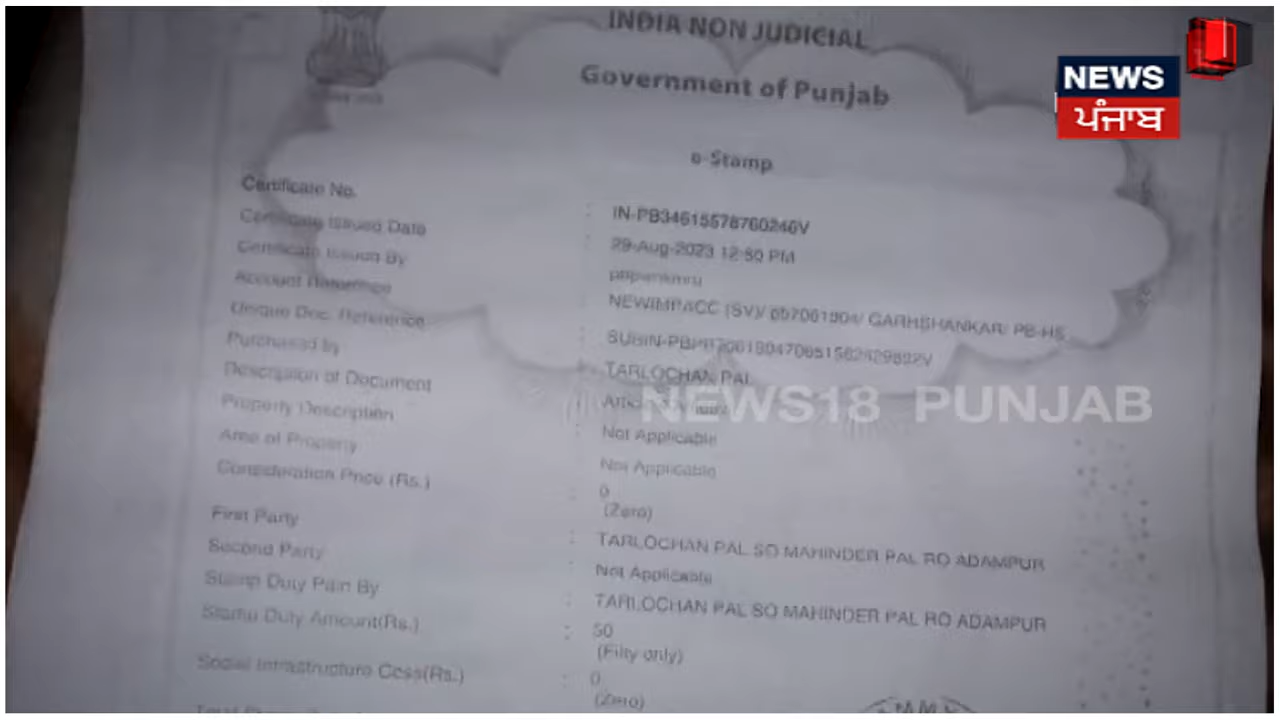 INDIA NON JUDICIAL
Government of Punjab
NEWS
ਪੰਜਾਬ
e-Stamp
Certificate No. : IN-PB34615578760246V
Certificate Issued Date : 29-Aug-2023 12:50 PM
Certificate Issued By
Account Reference : NEWIMPACC (SV)/ GARHSHANKAR/ PB-HS
Unique Doc. Reference
Purchased by : TARLOCHAN PAL
Description of Document
NEWS18 PUNJAB
Property Description : Not Applicable
Area of Property : Not Applicable
Consideration Price (Rs.) : 0
(Zero)
First Party : TARLOCHAN PAL SO MAHINDER PAL RO ADAMPUR
Second Party : Not Applicable
Stamp Duty Paid By : TARLOCHAN PAL SO MAHINDER PAL RO ADAMPUR
Stamp Duty Amount(Rs.) : 50
(Fifty only)
Social Infrastructure Cess(Rs.) : 0
(Zero)